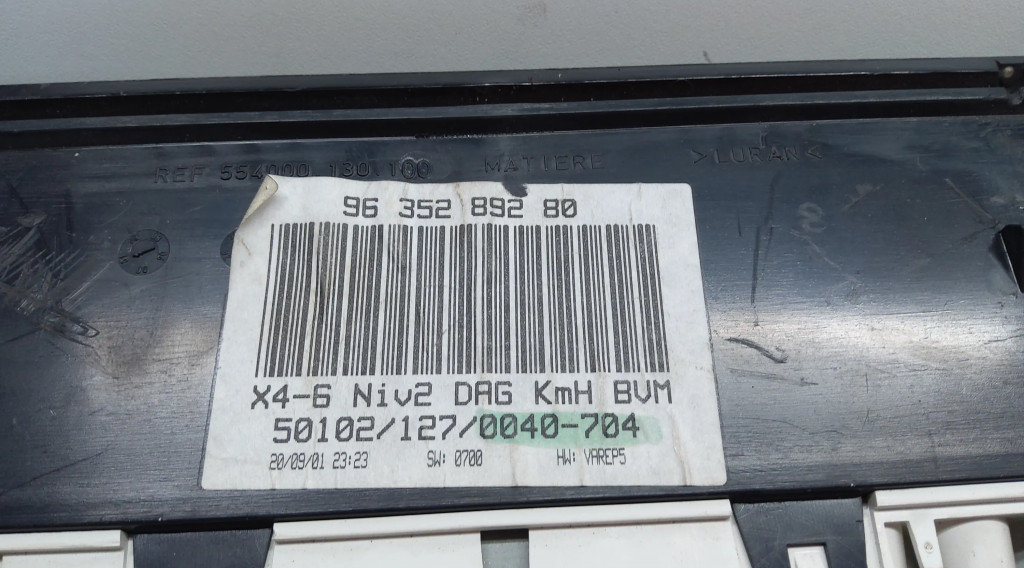 REF 554000 130.100 MATIERE >LURAN<
96 352 892 80
X4-6 Niv2 DAG KmH BVM
50102/127/0040-704
20/09/01 23:23 SW: 0700 HW: VAREP5